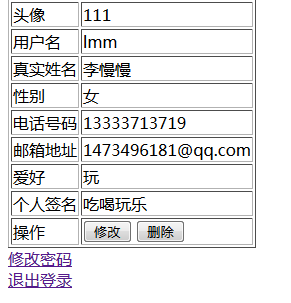 头像 111
用户名 lmm
真实姓名 李慢慢
性别 女
电话号码 13333713719
邮箱地址 1473496181@qq.com
爱好 玩
个人签名 吃喝玩乐
操作 修改 删除
修改密码
退出登录